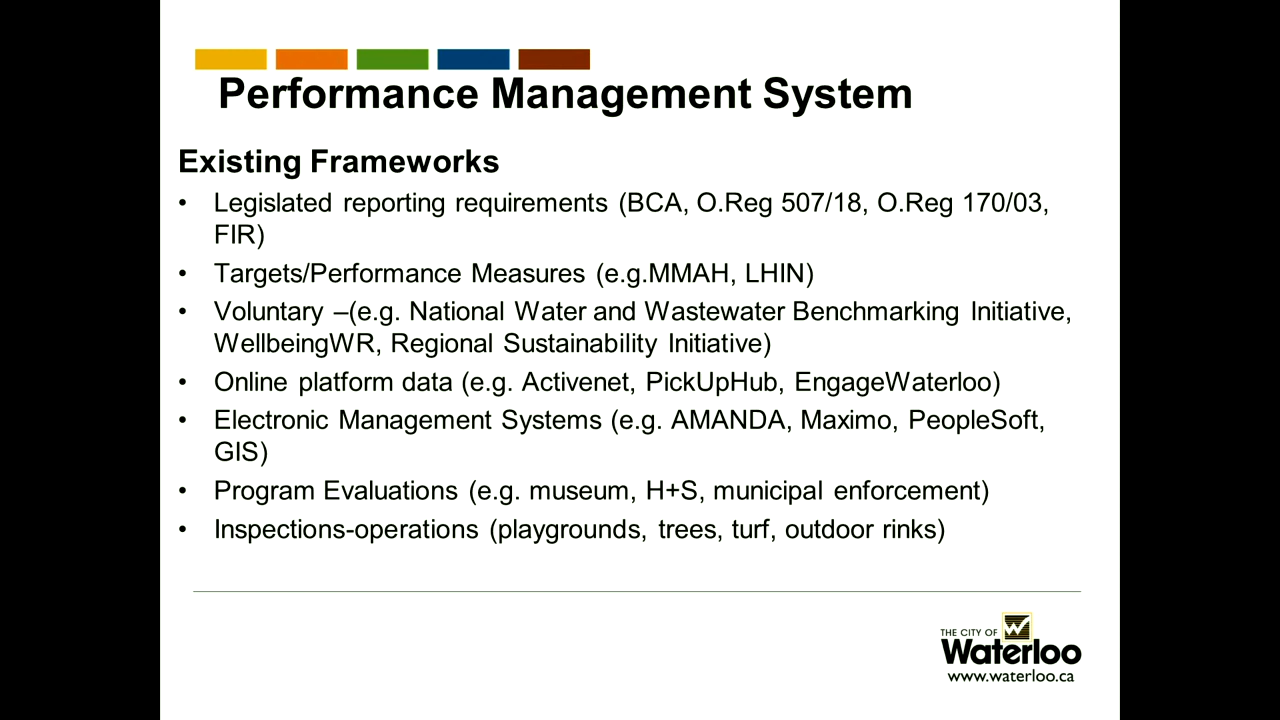 Performance Management System
Existing Frameworks
• Legislated reporting requirements (BCA, O.Reg 507/18, O.Reg 170/03,
FIR)
• Targets/Performance Measures (e.g.MMAH, LHIN)
• Voluntary –(e.g. National Water and Wastewater Benchmarking Initiative,
WellbeingWR, Regional Sustainability Initiative)
• Online platform data (e.g. Activenet, PickUpHub, EngageWaterloo)
• Electronic Management Systems (e.g. AMANDA, Maximo, PeopleSoft,
GIS)
• Program Evaluations (e.g. museum, H+S, municipal enforcement)
• Inspections-operations (playgrounds, trees, turf, outdoor rinks)
THE CITY OF
Waterloo
www.waterloo.ca